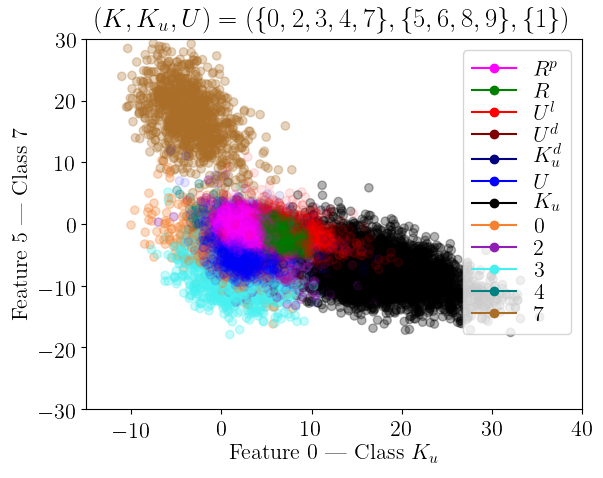 (K, K_u, U) = ({0, 2, 3, 4, 7}, {5, 6, 8, 9}, {1})
30
20
10
0
−10
−20
−30
Feature 5 — Class 7
R^p
R
U^l
U^d
K_u^d
U
K_u
0
2
3
4
7
−10
0
10
20
30
40
Feature 0 — Class K_u